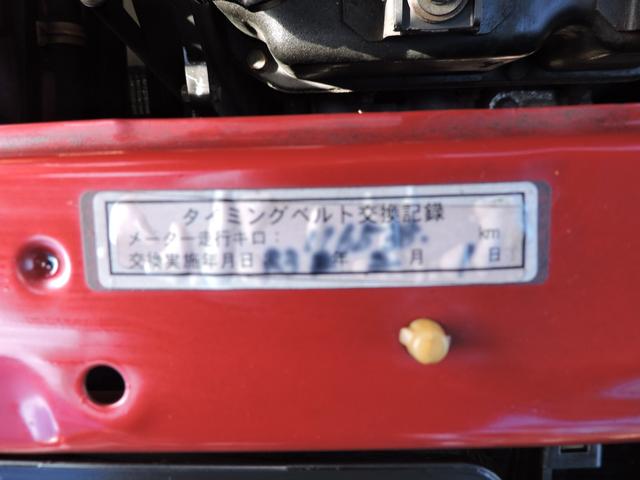 タイミングベルト交換記録
メーター走行キロ： km
交換実施年月日 年 月 1日